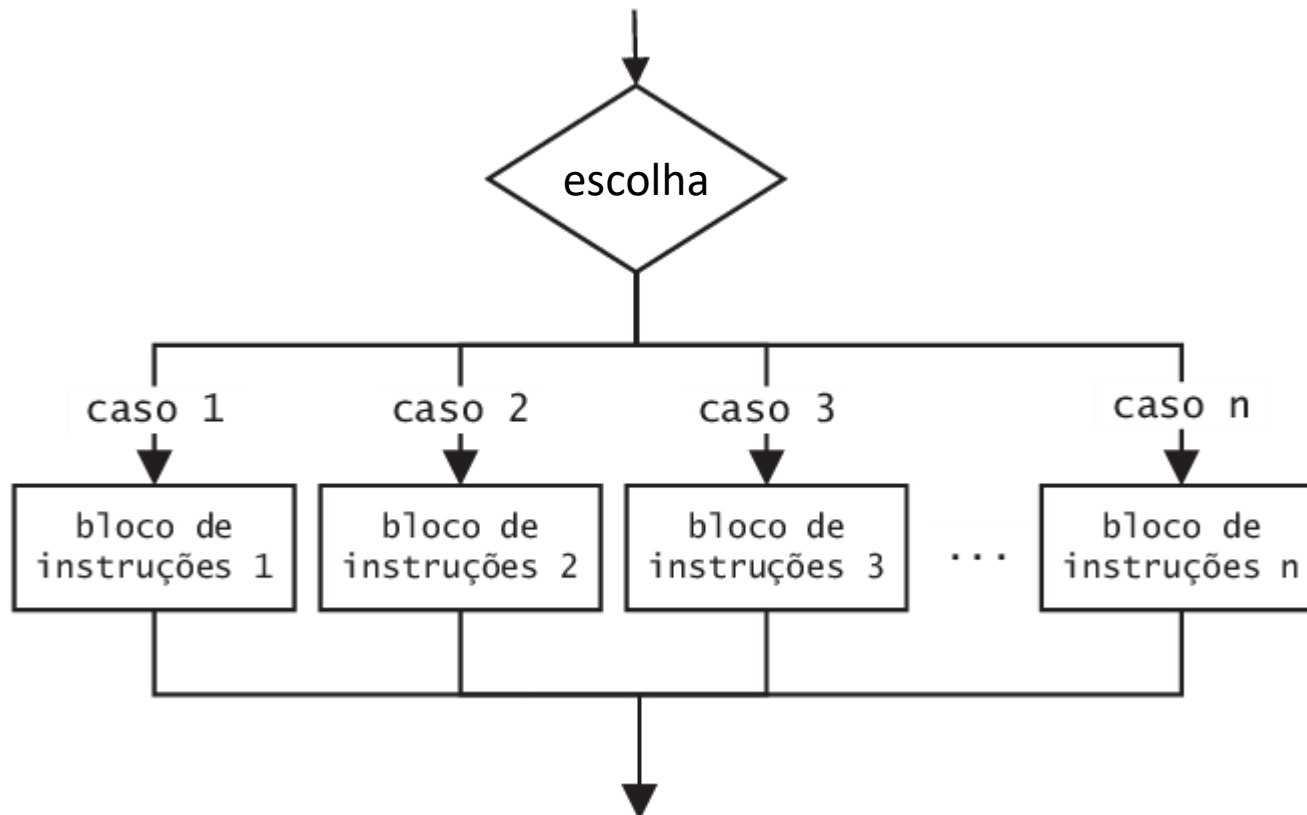 escolha
caso 1
caso 2
caso 3
caso n
bloco de
instruções 1
bloco de
instruções 2
bloco de
instruções 3
...
bloco de
instruções n